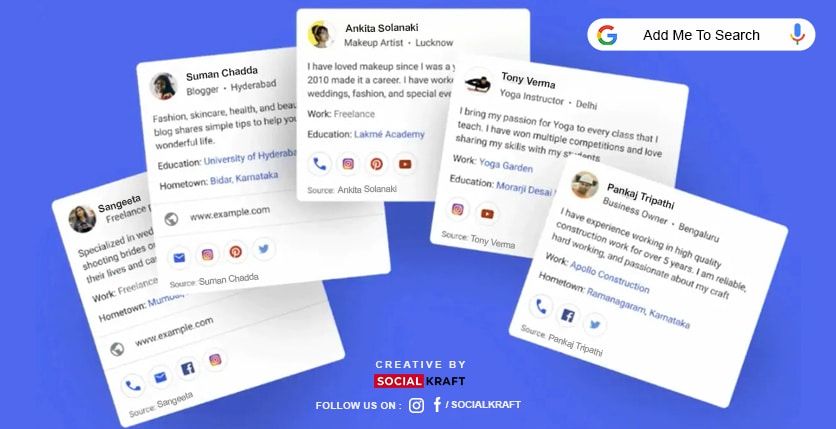 Add Me To Search
Sangeeta
Freelance
Specialized in wed
shooting brides o
their lives and ca
Work: Freelance
Hometown: Mumbai,
www.example.com
Source: Sangeeta
Suman Chadda
Blogger • Hyderabad
Fashion, skincare, health, and beau
blog shares simple tips to help you
wonderful life.
Education: University of Hyderaba
Hometown: Bidar, Karnataka
www.example.com
Source: Suman Chadda
Ankita Solanaki
Makeup Artist • Lucknow
I have loved makeup since I was a y
2010 made it a career. I have worke
weddings, fashion, and special eve
Work: Freelance
Education: Lakmé Academy
Source: Ankita Solanaki
Tony Verma
Yoga Instructor • Delhi
I bring my passion for Yoga to every class that I
teach. I have won multiple competitions and love
sharing my skills with my students
Work: Yoga Garden
Education: Morarji Desai
Source: Tony Verma
Pankaj Tripathi
Business Owner • Bengaluru
I have experience working in high quality
construction work for over 5 years. I am reliable,
hard working, and passionate about my craft
Work: Apollo Construction
Hometown: Ramanagaram, Karnataka
Source: Pankaj Tripathi
CREATIVE BY
SOCIAL KRAFT
FOLLOW US ON : / SOCIALKRAFT